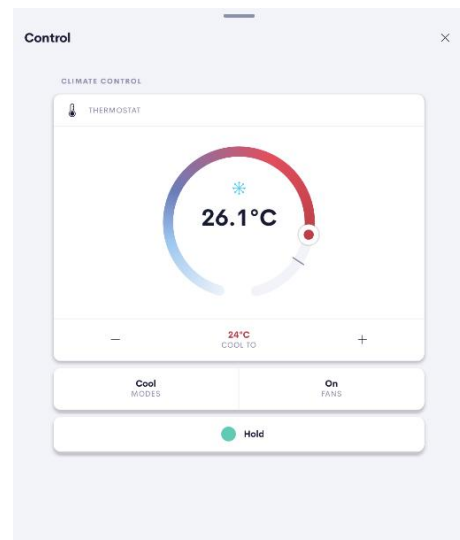 Control
CLIMATE CONTROL
THERMOSTAT
26.1°C
24°C
COOL TO
Cool
MODES
On
FANS
Hold